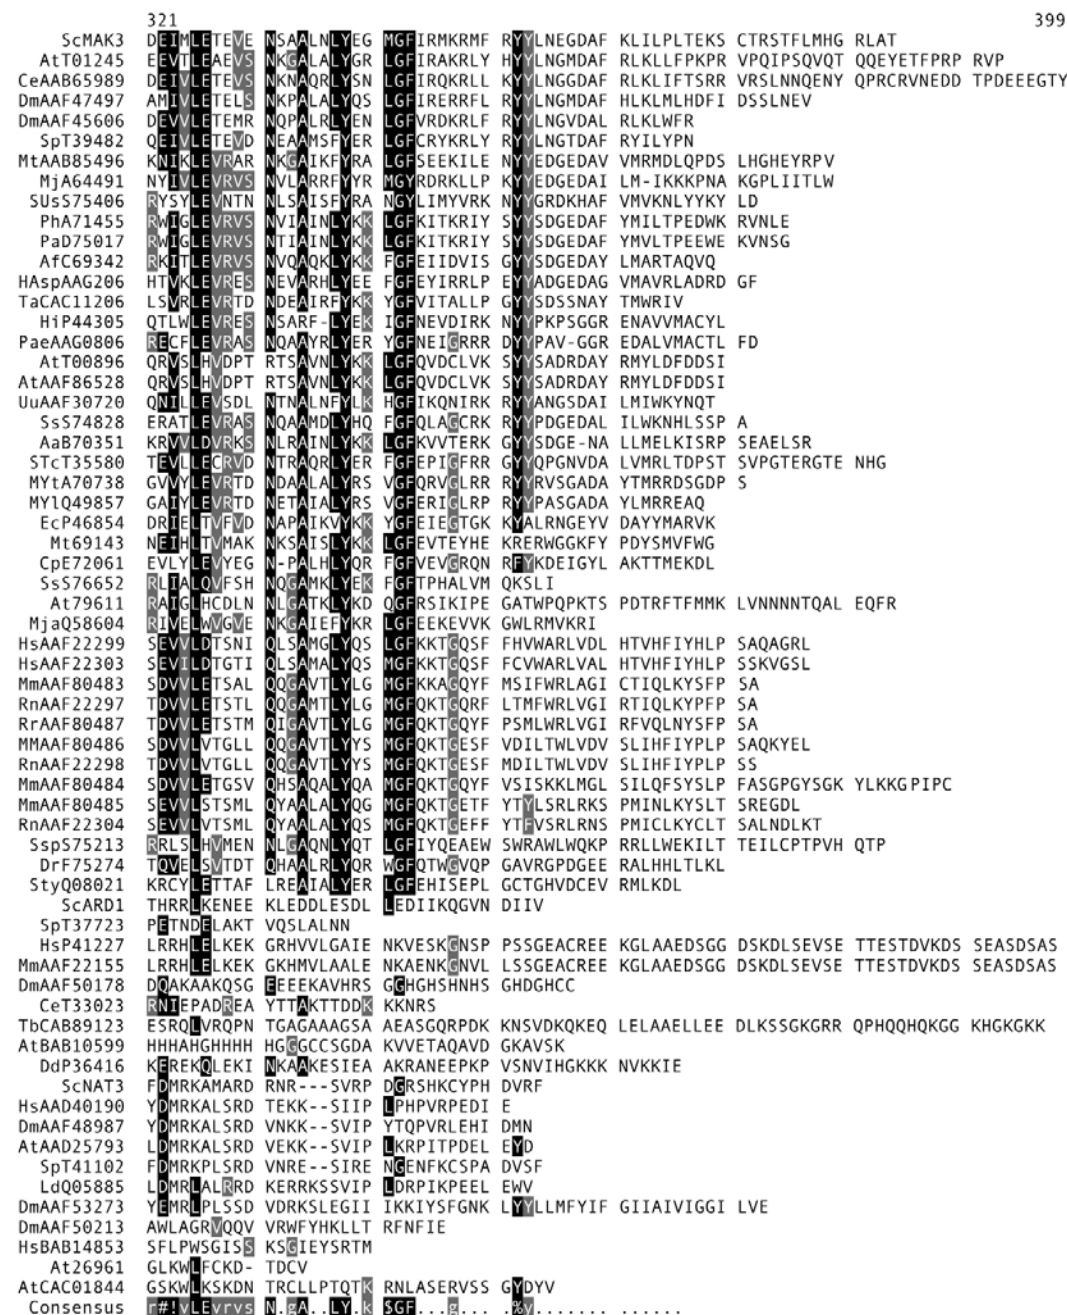 321 399
ScMAK3 DEIMLETEVE NSAALNLYEG MGFIRMKRMF RYYLNEGDAF KLILPLTEKS CTRSTFLMHG RLAT
AtT01245 EEVTLEAEVS NKGALALYGR LGFIRAKRLY HYYLNGMDAF RLKLLFPKPR VPQIPSQVQT QQEYETFPRP RVP
CeAAB65989 DEIVLETEVS NKNAQRLYSN LGFIRQKRLL KYYLNGGDAF RLKLIFTSRR VRSLNNQENY QPRCRVNEDD TPDEEEGTY
DmAAF47497 AMIVLETELS NKPALALYQS LGFIRERRFL RYYLNGMDAF HLKLMLHDFI DSSLNEV
DmAAF45606 DEVVLETEMR NQPALRLYEN LGFVRDKRLF RYYLNGVDAL RLKLWFR
SpT39482 QEIVLETEVD NEAAMSFYER LGFCRYKRLY RYYLNGTDAF RYILYPN
MtAAB85496 KNIKLEVRAR NKGAIKFYRA LGFSEEKILE NYYEDGEDAV VMRMDLQPDS LHGHEYRPV
MjA64491 NYIVLEVRVS NVLARRFYYR MGYRDRKLLP KYYEDGEDAI LM-IKKKPNA KGPLIITLW
SUsS75406 RYSYLEVNTN NLSAISFYRA NGYLIMYVRK NYYGRDKHAF VMVKNLYYKY LD
PhA71455 RWIGLEVRVS NVIAINLYKK LGFKITKRIY SYYSDGEDAF YMILTPEDWK RVNLE
PaD75017 RWIGLEVRVS NTIAINLYKK LGFKITKRIY SYYSDGEDAF YMVLTPEEWE KVNSG
AfC69342 RKITLEVRVS NVQAQKLYKK FGFEIIDVIS GYYSDGEDAY LMARTAQVQ
HAspAAG206 HTVKLEVRES NEVARHLYEE FGFEYIRRLP EYYADGEDAG VMAVRLADRD GF
TaCAC11206 LSVRLEVRTD NDEAIRFYKK YGFVITALLP GYYSDSSNAY TMWRIV
HiP44305 QTLWLEVRES NSARF-LYEK IGFNEVDIRK NYYPKPSGGR ENAVVMACYL
PaeAAG0806 RECFLEVRAS NQAAYRLYER YGFNEIGRRR DYYPAV-GGR EDALVMACTL FD
AtT00896 QRVSLHVDPT RTSAVNLYKK LGFQVDCLVK SYYSADRDAY RMYLDFDDSI
AtAAF86528 QRVSLHVDPT RTSAVNLYKK LGFQVDCLVK SYYSADRDAY RMYLDFDDSI
UuAAF30720 QNILLEVSDL NTNALNFYLK HGFIKQNIRK RYYANGSDAI LMIWKYNQT
SsS74828 ERATLEVRAS NQAAMDLYHQ FGFQLAGCRK RYYPDGEDAL ILWKNHLSSP A
AaB70351 KRVVLDVRKS NLRAINLYKK LGFKVVTERK GYYSDGE-NA LLMELKISRP SEAELSR
STcT35580 TEVLLECRVD NTRAQRLYER FGFEPIGFRR GYYQPGNVDA LVMRLTDPST SVPGTERGTE NHG
MYtA70738 GVVYLEVRTD NDAALALYRS VGFQRVGLRR RYYRVSGADA YTMRRDSGDP S
MYlQ49857 GAIYLEVRTD NETAIALYRS VGFERIGLRP RYYPASGADA YLMRREAQ
EcP46854 DRIELTVFVD NAPAIKVYKK YGFEIEGTGK KYALRNGEYV DAYYMARVK
Mt69143 NEIHLTVMAK NKSAISLYKK LGFEVTEYHE KRERWGGKFY PDYSMVFWG
CpE72061 EVLYLEVYEG N-PALHLYQR FGFVEVGRQN RFYKDEIGYL AKTTMEKDL
SsS76652 RLIALQVFSH NQGAMKLYEK FGFTPHALVM QKSLI
At79611 RAIGLHCDLN NLGATKLYKD QGFRSIKIPE GATWPQPKTS PDTRFTFMMK LVNNNNTQAL EQFR
MjaQ58604 RIVELWVGVE NKGAIEFYKR LGFEEKEVVK GWLRMVKRI
HsAAF22299 SEVVLDTSNI QLSAMGLYQS LGFKKTGQSF FHVWARLVDL HTVHFIYHLP SAQAGRL
HsAAF22303 SEVILDTGTI QLSAMALYQS LGFKKTGQSF FCVWARLVAL HTVHFIYHLP SSKVGSL
MmAAF80483 SDVVLETSAL QQGAVTLYLG MGFKKAGQYF MSIFWRLAGI CTIQLKYSFP SA
RnAAF22297 TDVVLETSTL QQGAMTLYLG MGFQKTGQRF LTMFWRLVGI RTIQLKYPFP SA
RrAAF80487 TDVVLETSTM QIGAVTLYLG MGFQKTGQYF PSMLWRLVGI RFVQLNYSFP SA
MMAAF80486 SDVVLVTGLL QQGAVTLYYS MGFQKTGESF VDILTWLVDV SLIHFIYPLP SAQKYEL
RnAAF22298 TDVVLVTGLL QQGAVTLYYS MGFQKTGESF MDILTWLVDV SLIHFIYPLP SS
MmAAF80484 SDVVLETGSV QHSAQALYQA MGFQKTGQYF VSISKKLMGL SILQFSYSLP FASGPGYSGK YLKKGPIPC
MmAAF80485 SEVVLSTSML QYAALALYQG MGFQKTGETF YTYLSRLRKS PMINLKYSLT SREGDL
RnAAF22304 SEVVLVTSML QYAALALYQS MGFQKTGEFF YTFVSRLRNS PMICLKYCLT SALNDLKT
SspS75213 RRLSLHVMEN NLGAQNLYQT LGFIYQEAEW SWRAWLWQKP RRLLWEKILT TEILCPTPVH QTP
DrF75274 TQVELSVTDT QHAALRLYQR WGFQTWGVQP GAVRGPDGEE RALHHLTLKL
StyQ08021 KRCYLETTAF LREAIALYER LGFEHISEPL GCTGHVDCEV RMLKDL
ScARD1 THRRLKENEE KLEDDLESDL LEDIIKQGVN DIIV
SpT37723 PETNDELAKT VQSLALNN
HsP41227 LRRHLELKEK GRHVVLGAIE NKVESKGNSP PSSGEACREE KGLAAEDSGG DSKDLSEVSE TTESTDVKDS SEASDSAS
MmAAF22155 LRRHLELKEK GKHMVLAALE NKAENKGNVL LSSGEACREE KGLAAEDSGG DSKDLSEVSE TTESTDVKDS SEASDSAS
DmAAF50178 DQAKAAKQSG EEEEKAVHRS GGHGHSHNHS GHDGHCC
CeT33023 RNIEPADREA YTTAKTTDDK KKNRS
TbCAB89123 ESRQLVRQPN TGAGAAAGSA AEASGQRPDK KNSVDKQKEQ LELAAELLEE DLKSSGKGRR QPHQQHQKGG KHGKGKK
AtBAB10599 HHHAHGHHHH HGGGCCSGDA KVVETAQAVD GKAVSK
DdP36416 KEREKQLEKI NKAAKESIEA AKRANEEPKP VSNVIHGKKK NVKKIE
ScNAT3 FDMRKAMARD RNR---SVRP DGRSHKCYPH DVRF
HsAAD40190 YDMRKALSRD TEKK--SIIP LPHPVRPEDI E
DmAAF48987 YDMRKALSRD VNKK--SVIP YTQPVRLEHI DMN
AtAAD25793 LDMRKALSRD VEKK--SVIP LKRPITPDEL EYD
SpT41102 FDMRKPLSRD VNRE--SIRE NGENFKCSPA DVSF
LdQ05885 LDMRLALRRD KERRKSSVIP LDRPIKPEEL EWV
DmAAF53273 YEMRLPLSSD VDRKSLEGII IKKIYSFGNK LYYLLMFYIF GIIAIVIGGI LVE
DmAAF50213 AWLAGRVQQV VRWFYHKLLT RFNFIE
HsBAB14853 SFLPWSGISS KSGIEYSRTM
At26961 GLKWLFCKD- TDCV
AtCAC01844 GSKWLKSKDN TRCLLPTQTK RNLASERVSS GYDYV
Consensus r#!vLEvrvs N.gA..LY.k $GF...g... .%y....... ......